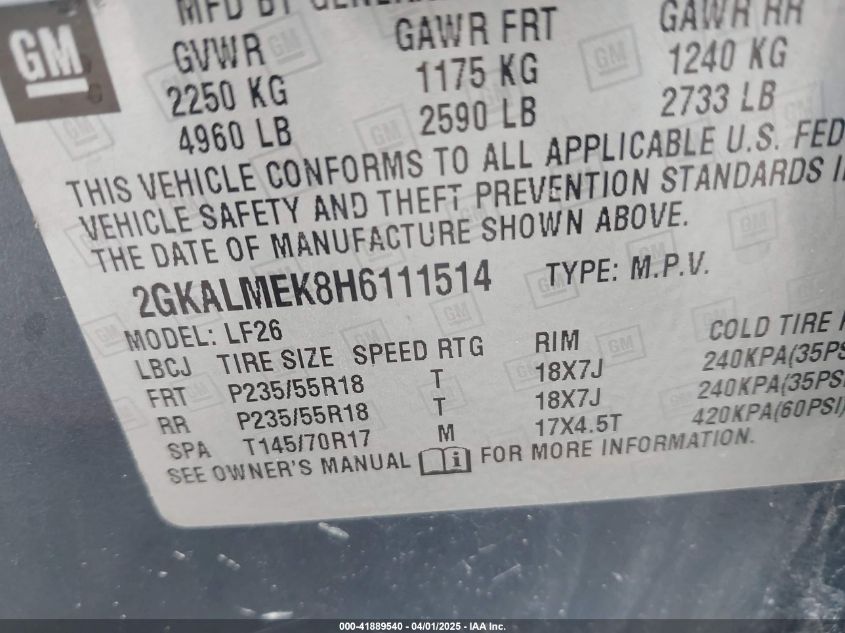 GM
MFD BY GENERA
GVWR GAWR FRT GAWR RR
2250 KG 1175 KG 1240 KG
4960 LB 2590 LB 2733 LB
THIS VEHICLE CONFORMS TO ALL APPLICABLE U.S. FED
VEHICLE SAFETY AND THEFT PREVENTION STANDARDS I
THE DATE OF MANUFACTURE SHOWN ABOVE.
2GKALMEK8H6111514 TYPE: M.P.V.
MODEL: LF26
LBCJ TIRE SIZE SPEED RTG RIM COLD TIRE
FRT P235/55R18 T 18X7J 240KPA(35PS
RR P235/55R18 T 18X7J 240KPA(35PSI
SPA T145/70R17 M 17X4.5T 420KPA(60PSI)
SEE OWNER'S MANUAL i FOR MORE INFORMATION.
000-41889540 - 04/01/2025 - IAA Inc.